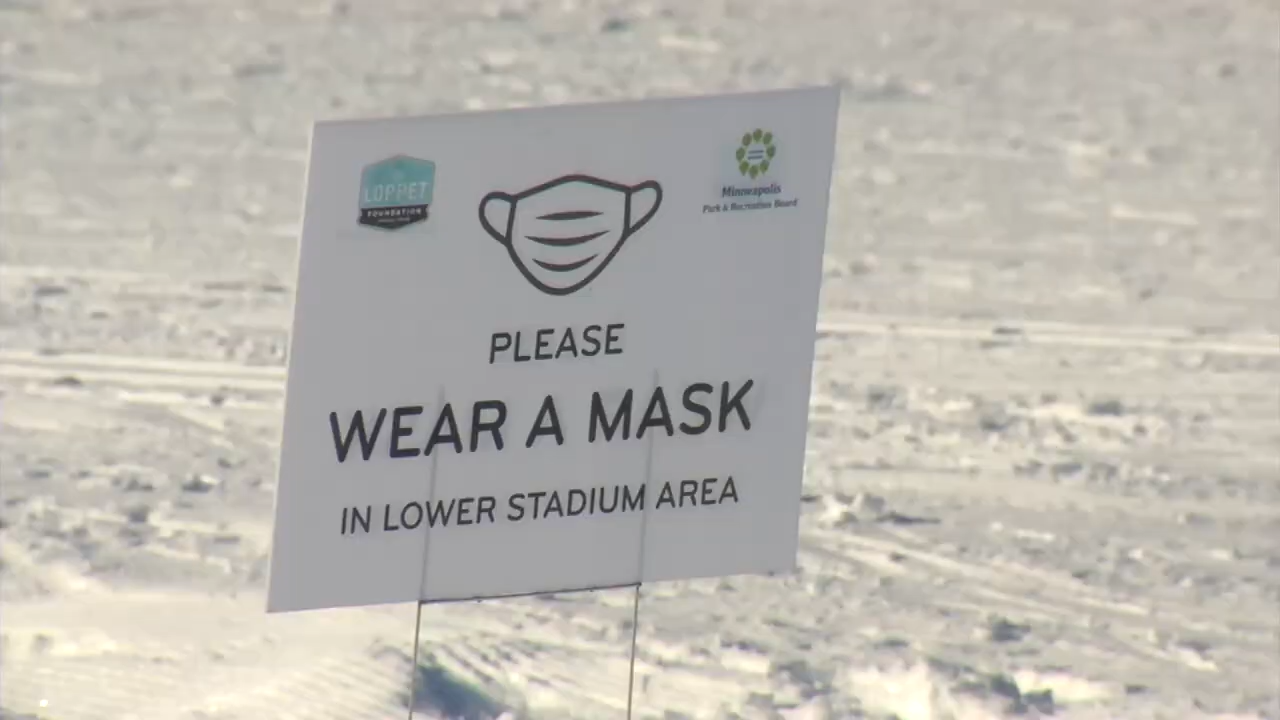 LOPPET
FOUNDATION
Minneapolis
Park & Recreation Board
PLEASE
WEAR A MASK
IN LOWER STADIUM AREA